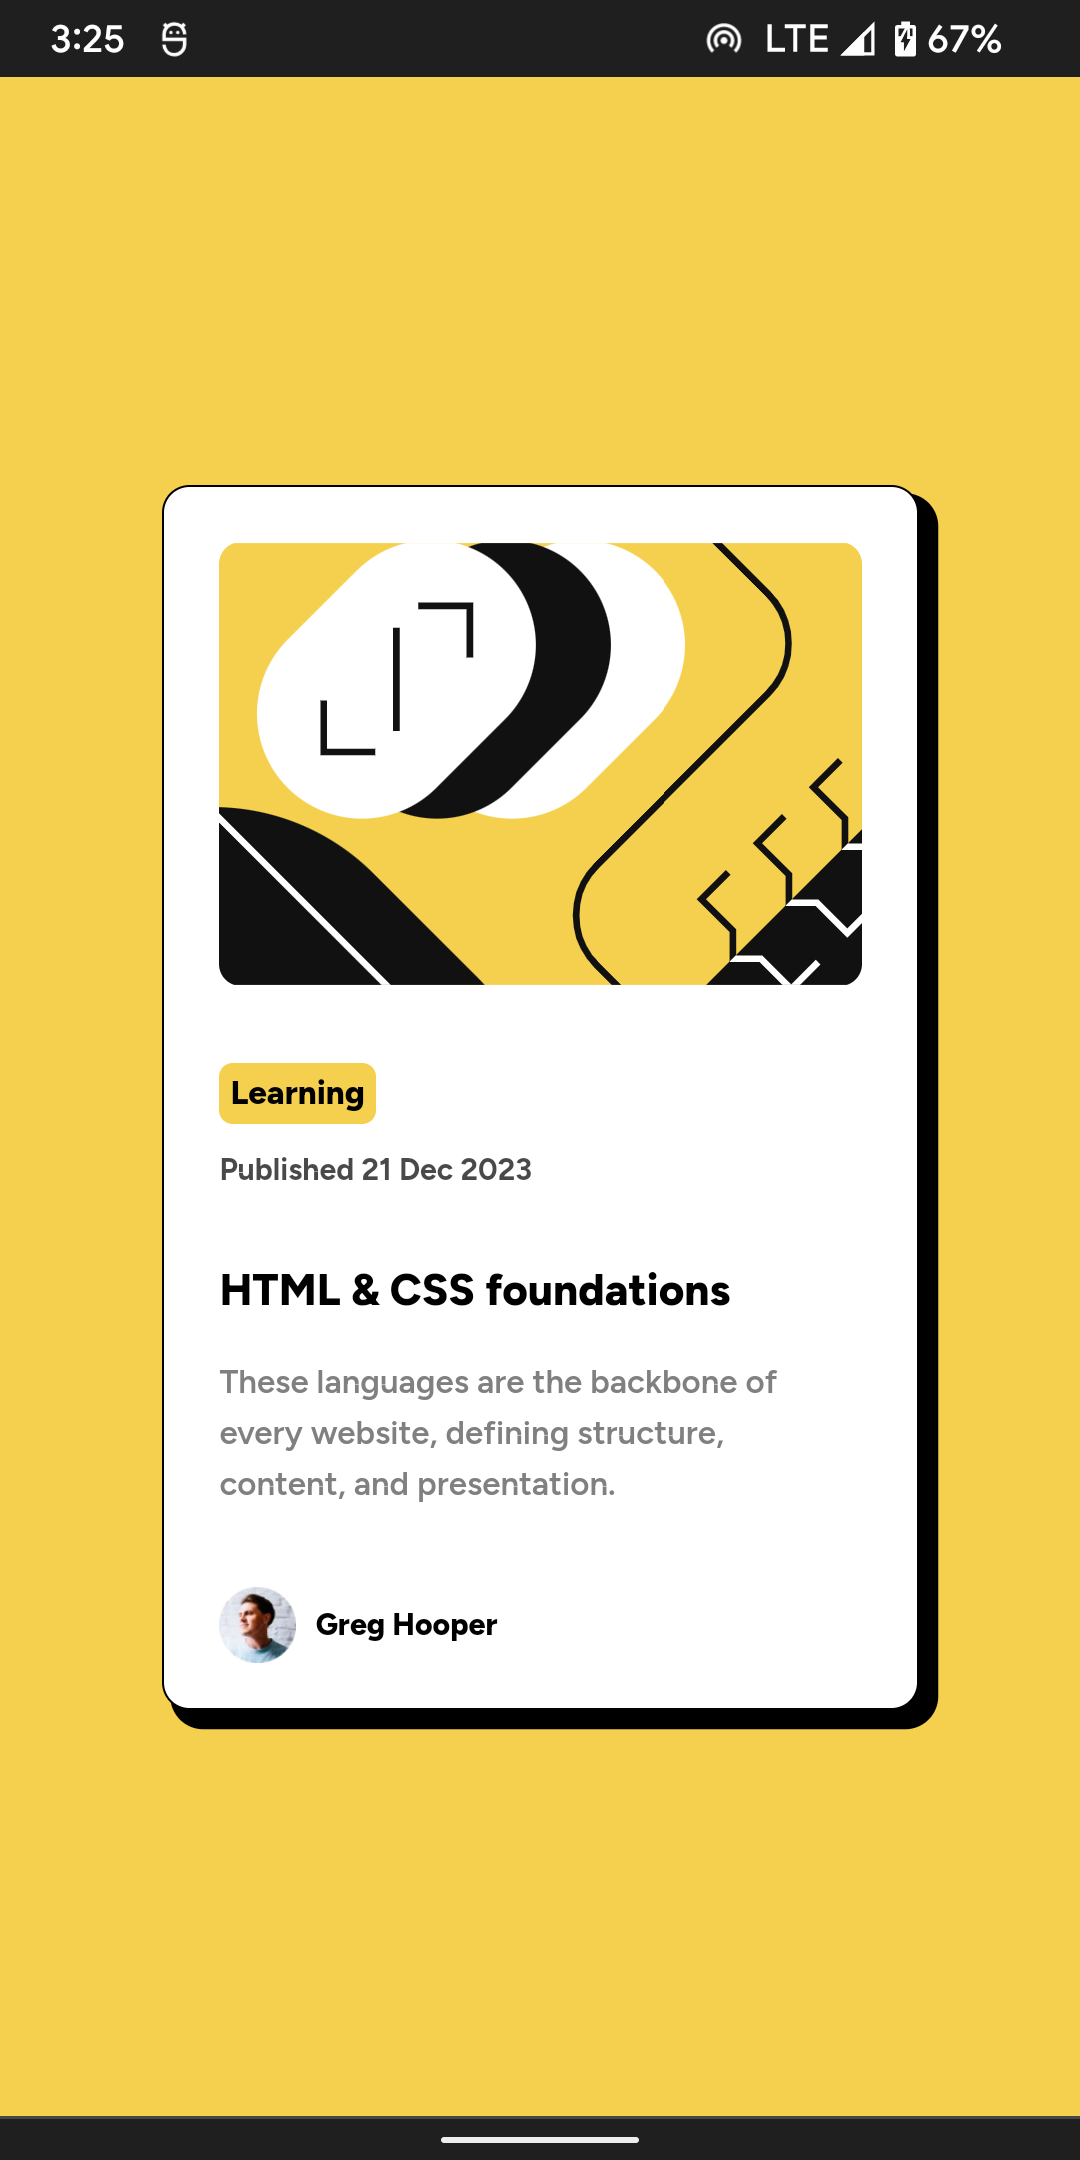 3:25 LTE 67%
Learning
Published 21 Dec 2023
HTML & CSS foundations
These languages are the backbone of
every website, defining structure,
content, and presentation.
Greg Hooper